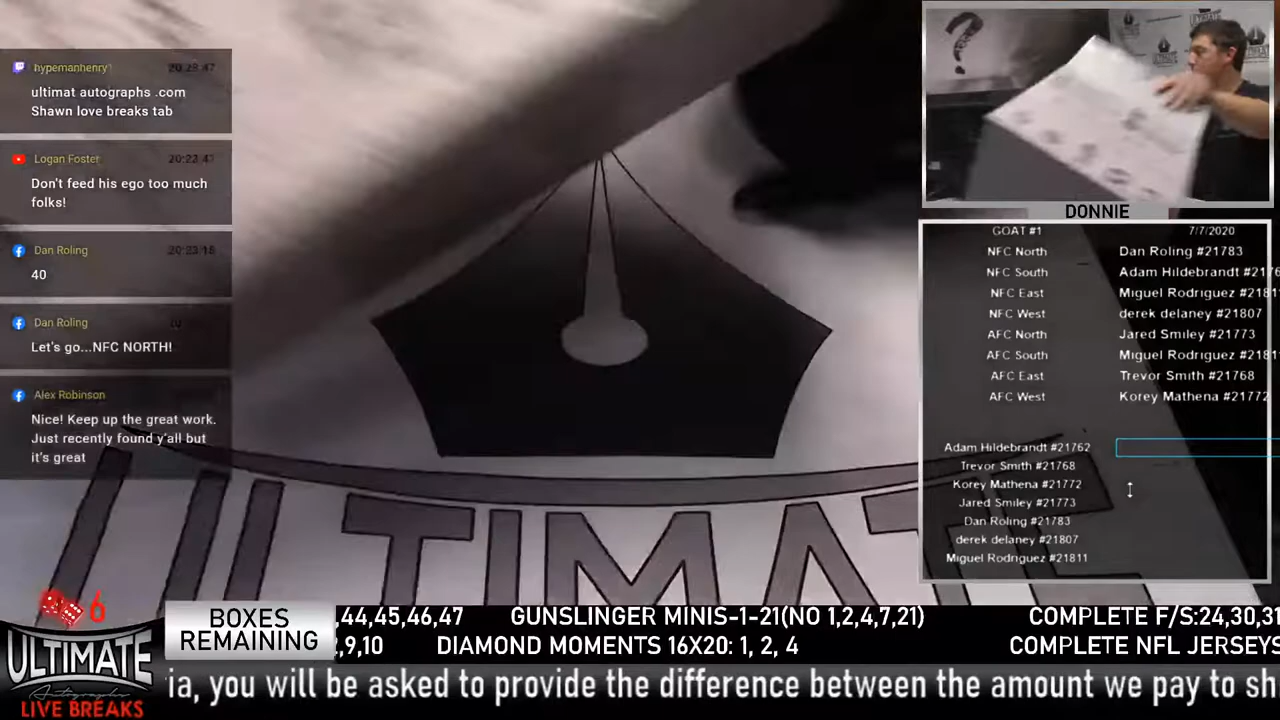 hypemanhenry
ultimat autographs .com
Shawn love breaks tab
Logan Foster
Don't feed his ego too much
folks!
Dan Roling
40
Dan Roling
Let's go...NFC NORTH!
Alex Robinson
Nice! Keep up the great work.
Just recently found y'all but
it's great
ULTIMATE
DONNIE
GOAT #1 7/7/2020
NFC North Dan Roling #21783
NFC South Adam Hildebrandt
NFC East Miguel Rodriguez
NFC West derek delaney #21807
AFC North Jared Smiley #21773
AFC South Miguel Rodriguez
AFC East Trevor Smith #21768
AFC West Korey Mathena #21772
Adam Hildebrandt #21762
Trevor Smith #21768
Korey Mathena #21772
Jared Smiley #21773
Dan Roling #21783
derek delaney #21807
Miguel Rodriguez #21811
6
ULTIMATE
Autographs
LIVE BREAKS
BOXES
REMAINING
,44,45,46,47 GUNSLINGER MINIS-1-21(NO 1,2,4,7,21) COMPLETE F/S:24,30,31
,9,10 DIAMOND MOMENTS 16X20: 1, 2, 4 COMPLETE NFL JERSEYS
ia, you will be asked to provide the difference between the amount we pay to sh